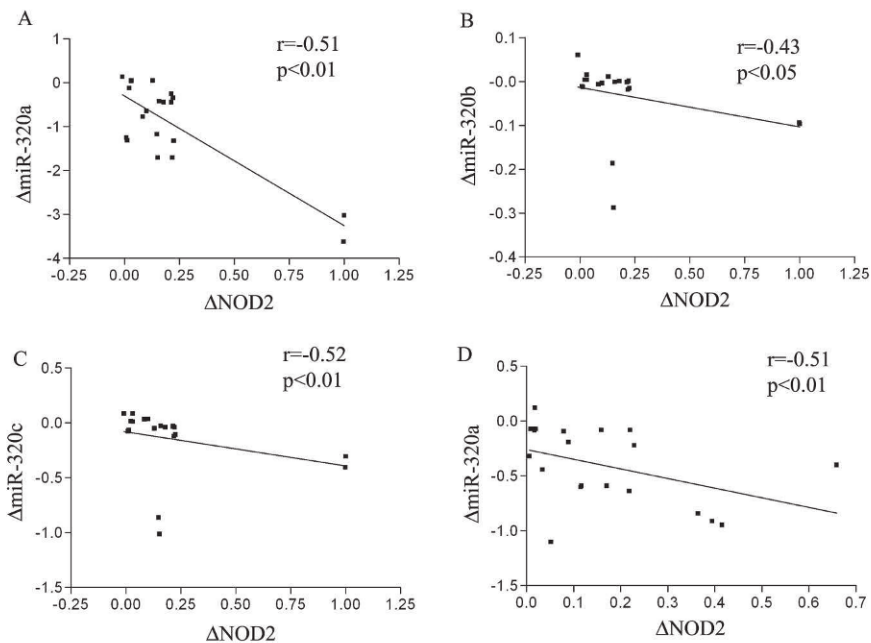 A
r=-0.51
p<0.01
1
0
-1
-2
-3
-4
ΔmiR-320a
-0.25 0.00 0.25 0.50 0.75 1.00 1.25
ΔNOD2
B
r=-0.43
p<0.05
0.1
-0.0
-0.1
-0.2
-0.3
-0.4
ΔmiR-320b
-0.25 0.00 0.25 0.50 0.75 1.00 1.25
ΔNOD2
C
r=-0.52
p<0.01
0.5
0.0
-0.5
-1.0
-1.5
ΔmiR-320c
-0.25 0.00 0.25 0.50 0.75 1.00 1.25
ΔNOD2
D
r=-0.51
p<0.01
0.5
0.0
-0.5
-1.0
-1.5
ΔmiR-320a
0.0 0.1 0.2 0.3 0.4 0.5 0.6 0.7
ΔNOD2